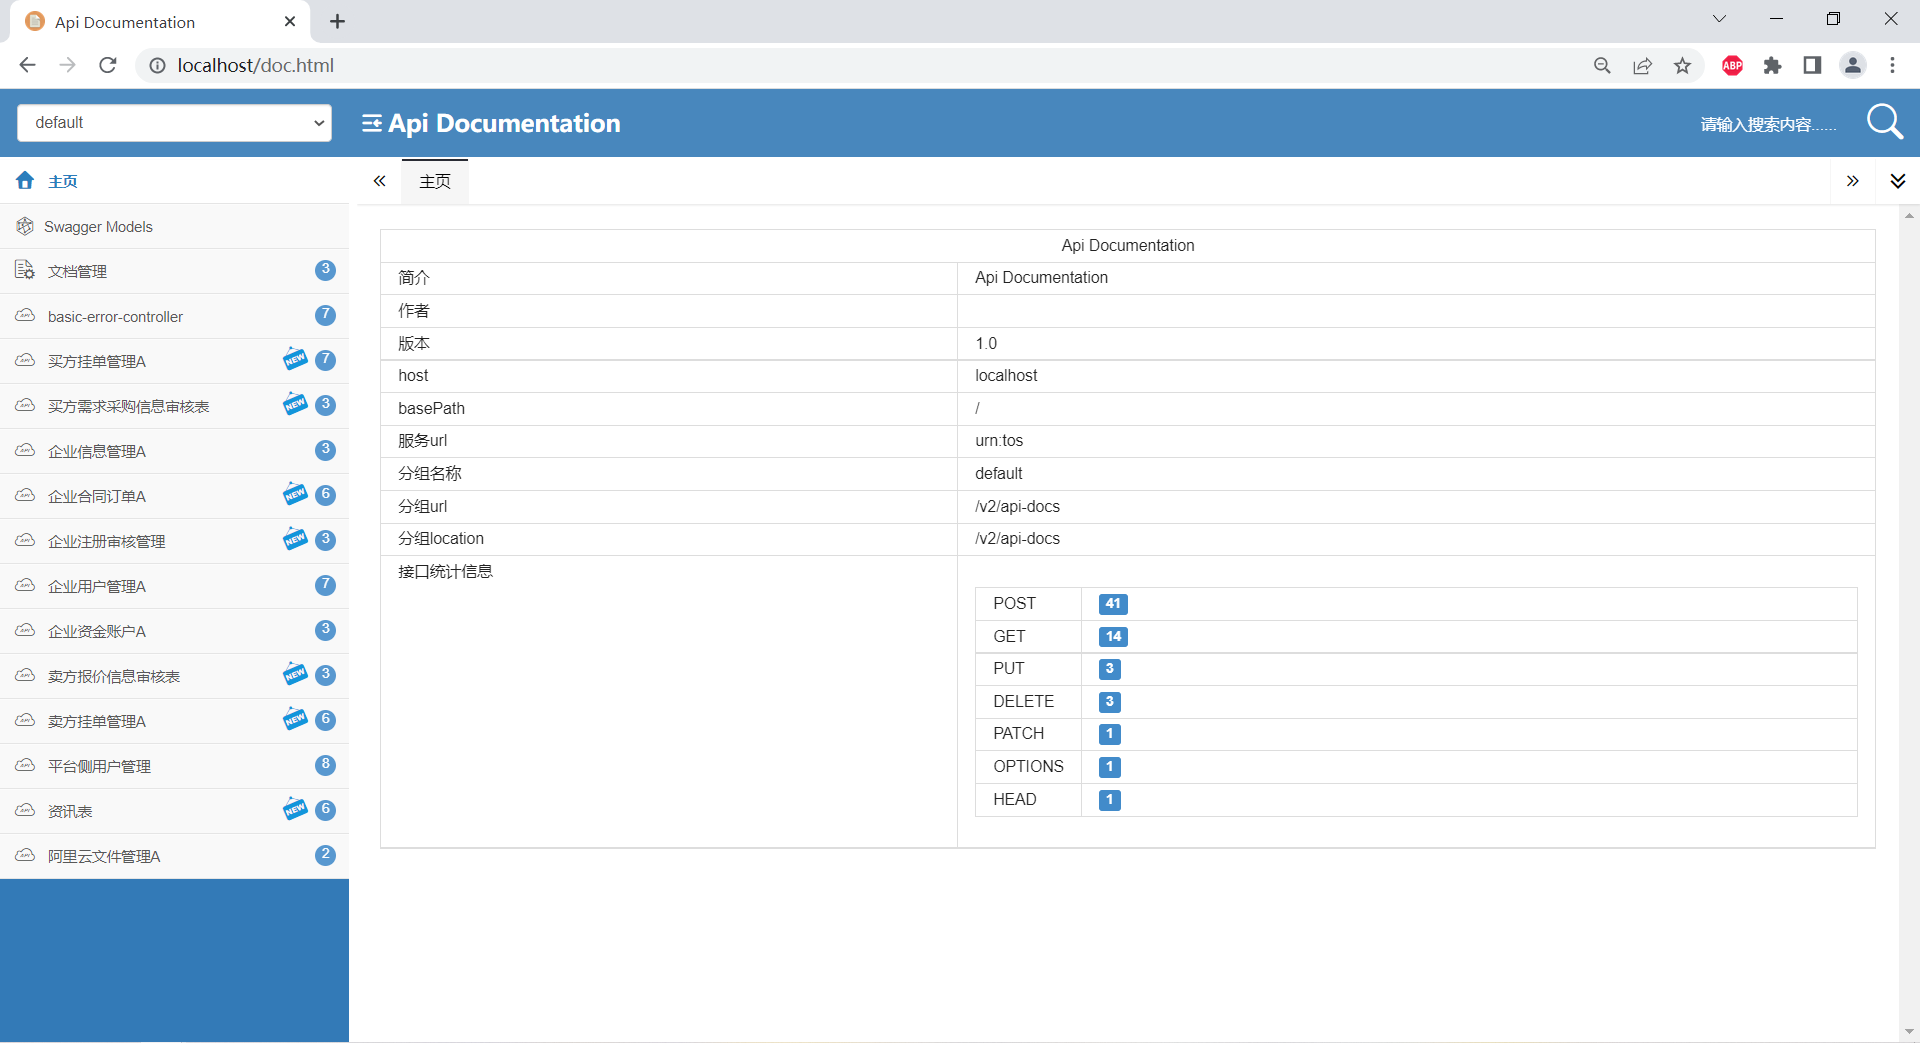 Api Documentation
localhost/doc.html
ABP
default
Api Documentation
请输入搜索内容......
主页
Swagger Models
文档管理 3
basic-error-controller 7
买方挂单管理A NEW 7
买方需求采购信息审核表 NEW 3
企业信息管理A 3
企业合同订单A NEW 6
企业注册审核管理 NEW 3
企业用户管理A 7
企业资金账户A 3
卖方报价信息审核表 NEW 3
卖方挂单管理A NEW 6
平台侧用户管理 8
资讯表 NEW 6
阿里云文件管理A 2
主页
Api Documentation
简介 Api Documentation
作者
版本 1.0
host localhost
basePath /
服务url urn:tos
分组名称 default
分组url /v2/api-docs
分组location /v2/api-docs
接口统计信息
POST 41
GET 14
PUT 3
DELETE 3
PATCH 1
OPTIONS 1
HEAD 1